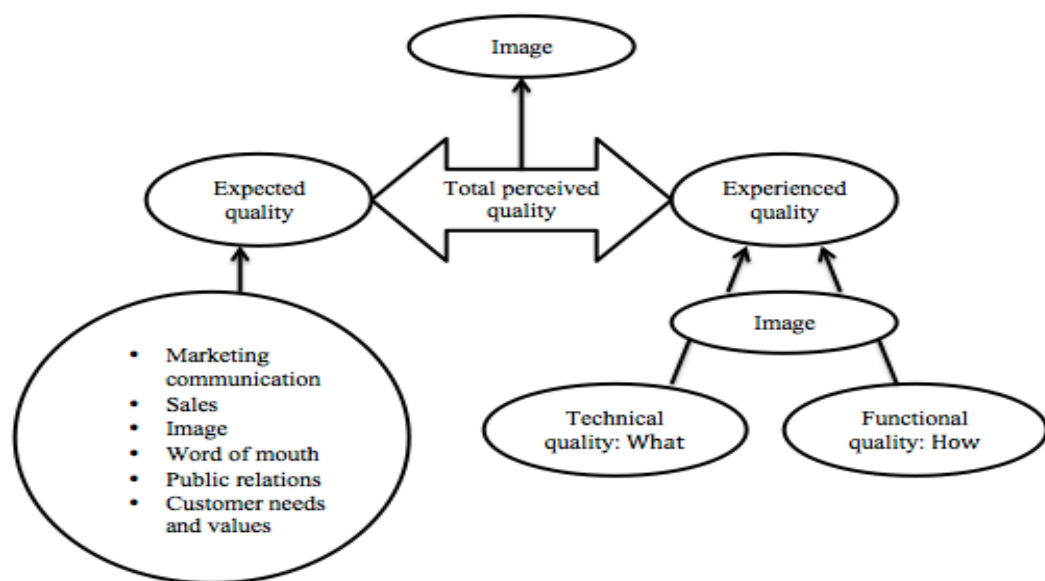 Image
Expected
quality
Total perceived
quality
Experienced
quality
• Marketing
communication
• Sales
• Image
• Word of mouth
• Public relations
• Customer needs
and values
Image
Technical
quality: What
Functional
quality: How